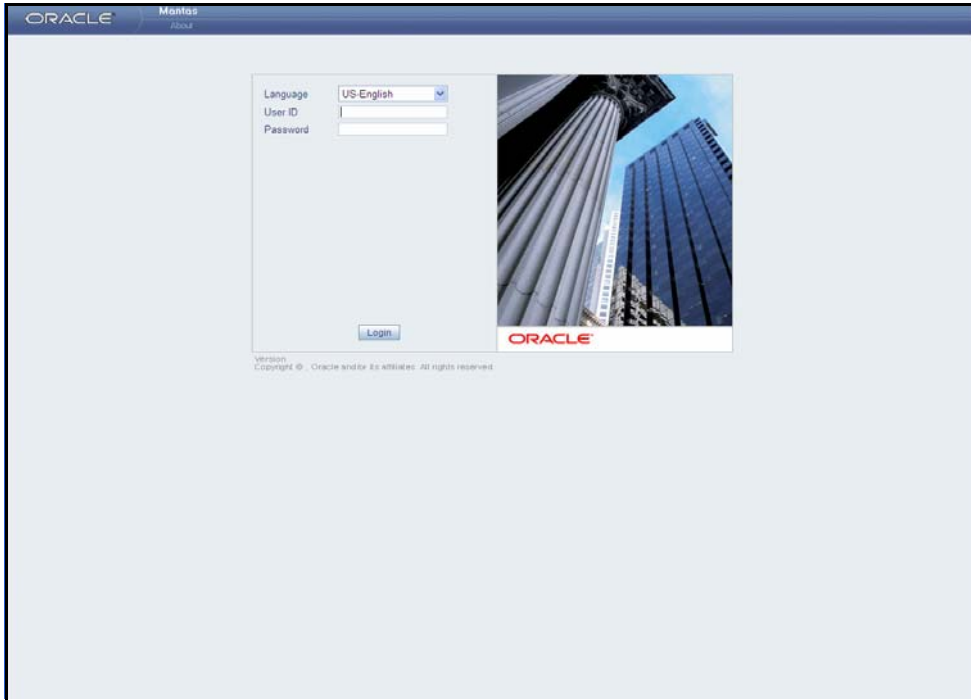 ORACLE
Mantas
About
Language US-English
User ID
Password
Login
ORACLE
Version
Copyright © , Oracle and/or its affiliates. All rights reserved.